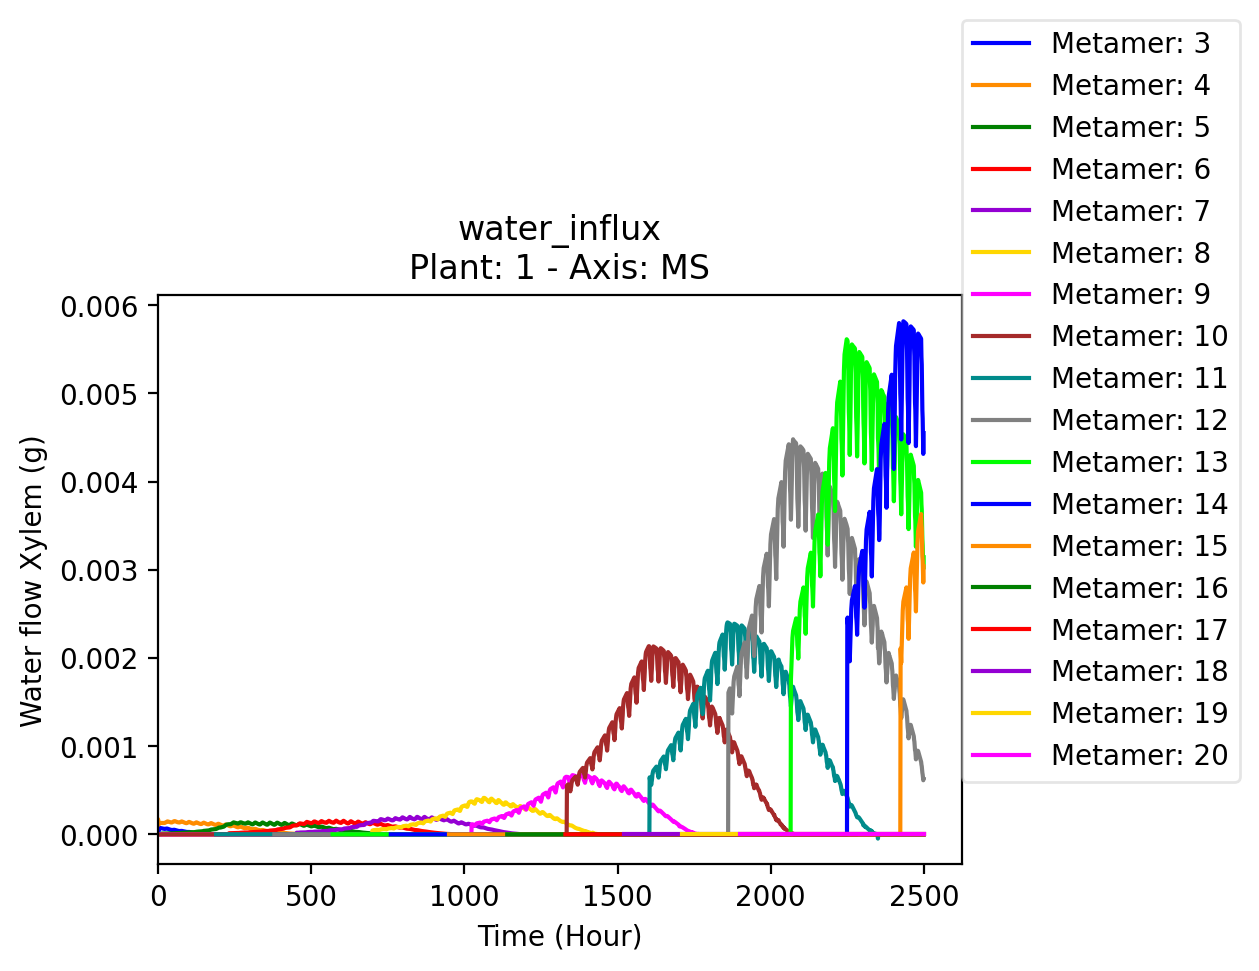 water_influx
Plant: 1 - Axis: MS
Water flow Xylem (g)
0.006
0.005
0.004
0.003
0.002
0.001
0.000
0
500
1000
1500
2000
2500
Time (Hour)
Metamer: 3
Metamer: 4
Metamer: 5
Metamer: 6
Metamer: 7
Metamer: 8
Metamer: 9
Metamer: 10
Metamer: 11
Metamer: 12
Metamer: 13
Metamer: 14
Metamer: 15
Metamer: 16
Metamer: 17
Metamer: 18
Metamer: 19
Metamer: 20